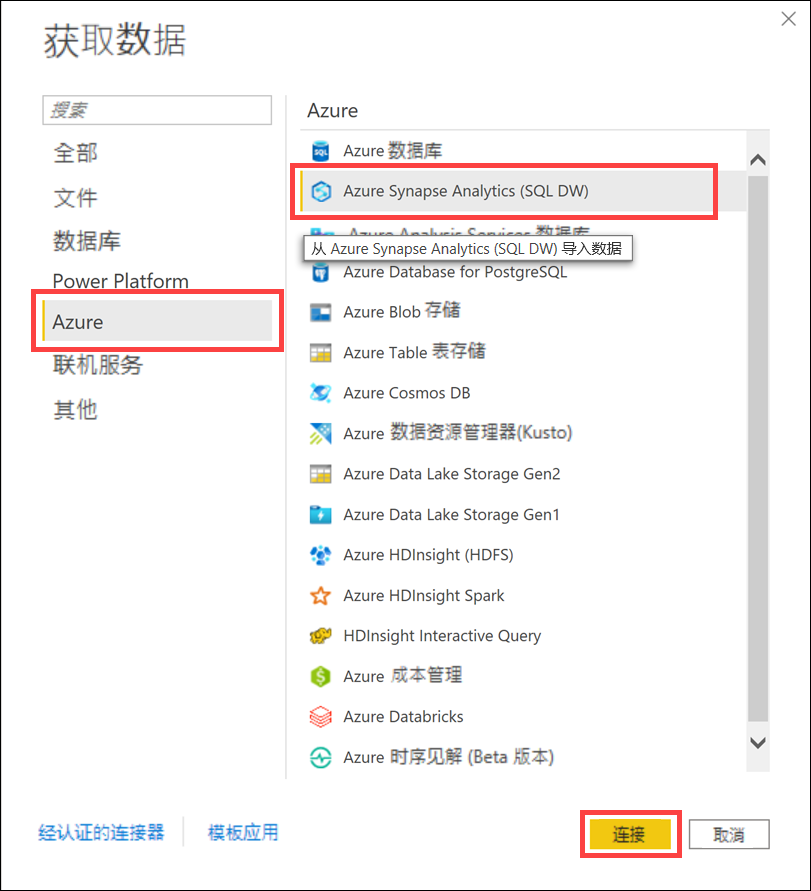 获取数据
搜索
全部
文件
数据库
Power Platform
Azure
联机服务
其他
Azure
Azure 数据库
Azure Synapse Analytics (SQL DW)
Azure Analysis Services 数据库
从 Azure Synapse Analytics (SQL DW) 导入数据
Azure Database for PostgreSQL
Azure Blob 存储
Azure Table 表存储
Azure Cosmos DB
Azure 数据资源管理器(Kusto)
Azure Data Lake Storage Gen2
Azure Data Lake Storage Gen1
Azure HDInsight (HDFS)
Azure HDInsight Spark
HDInsight Interactive Query
Azure 成本管理
Azure Databricks
Azure 时序见解 (Beta 版本)
经认证的连接器
模板应用
连接
取消